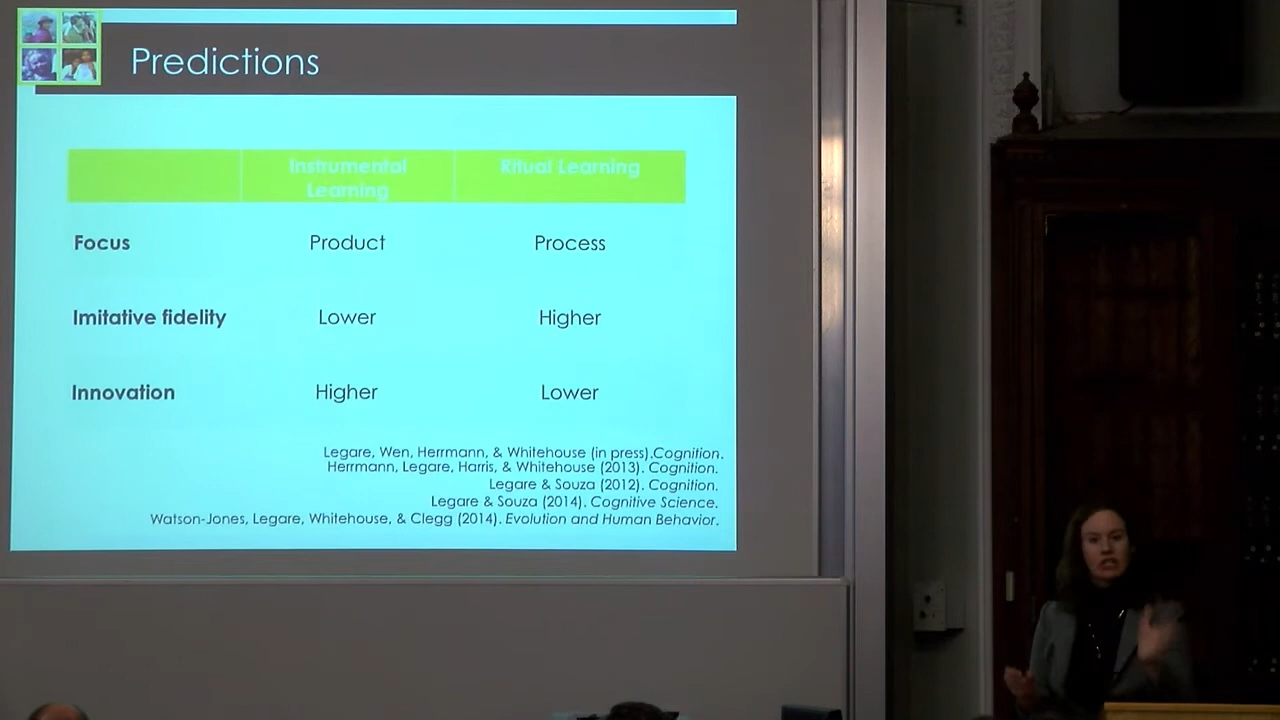 Predictions
Instrumental Learning
Ritual Learning
Focus
Product
Process
Imitative fidelity
Lower
Higher
Innovation
Higher
Lower
Legare, Wen, Herrmann, & Whitehouse (in press).Cognition.
Herrmann, Legare, Harris, & Whitehouse (2013). Cognition.
Legare & Souza (2012). Cognition.
Legare & Souza (2014). Cognitive Science.
Watson-Jones, Legare, Whitehouse, & Clegg (2014). Evolution and Human Behavior.